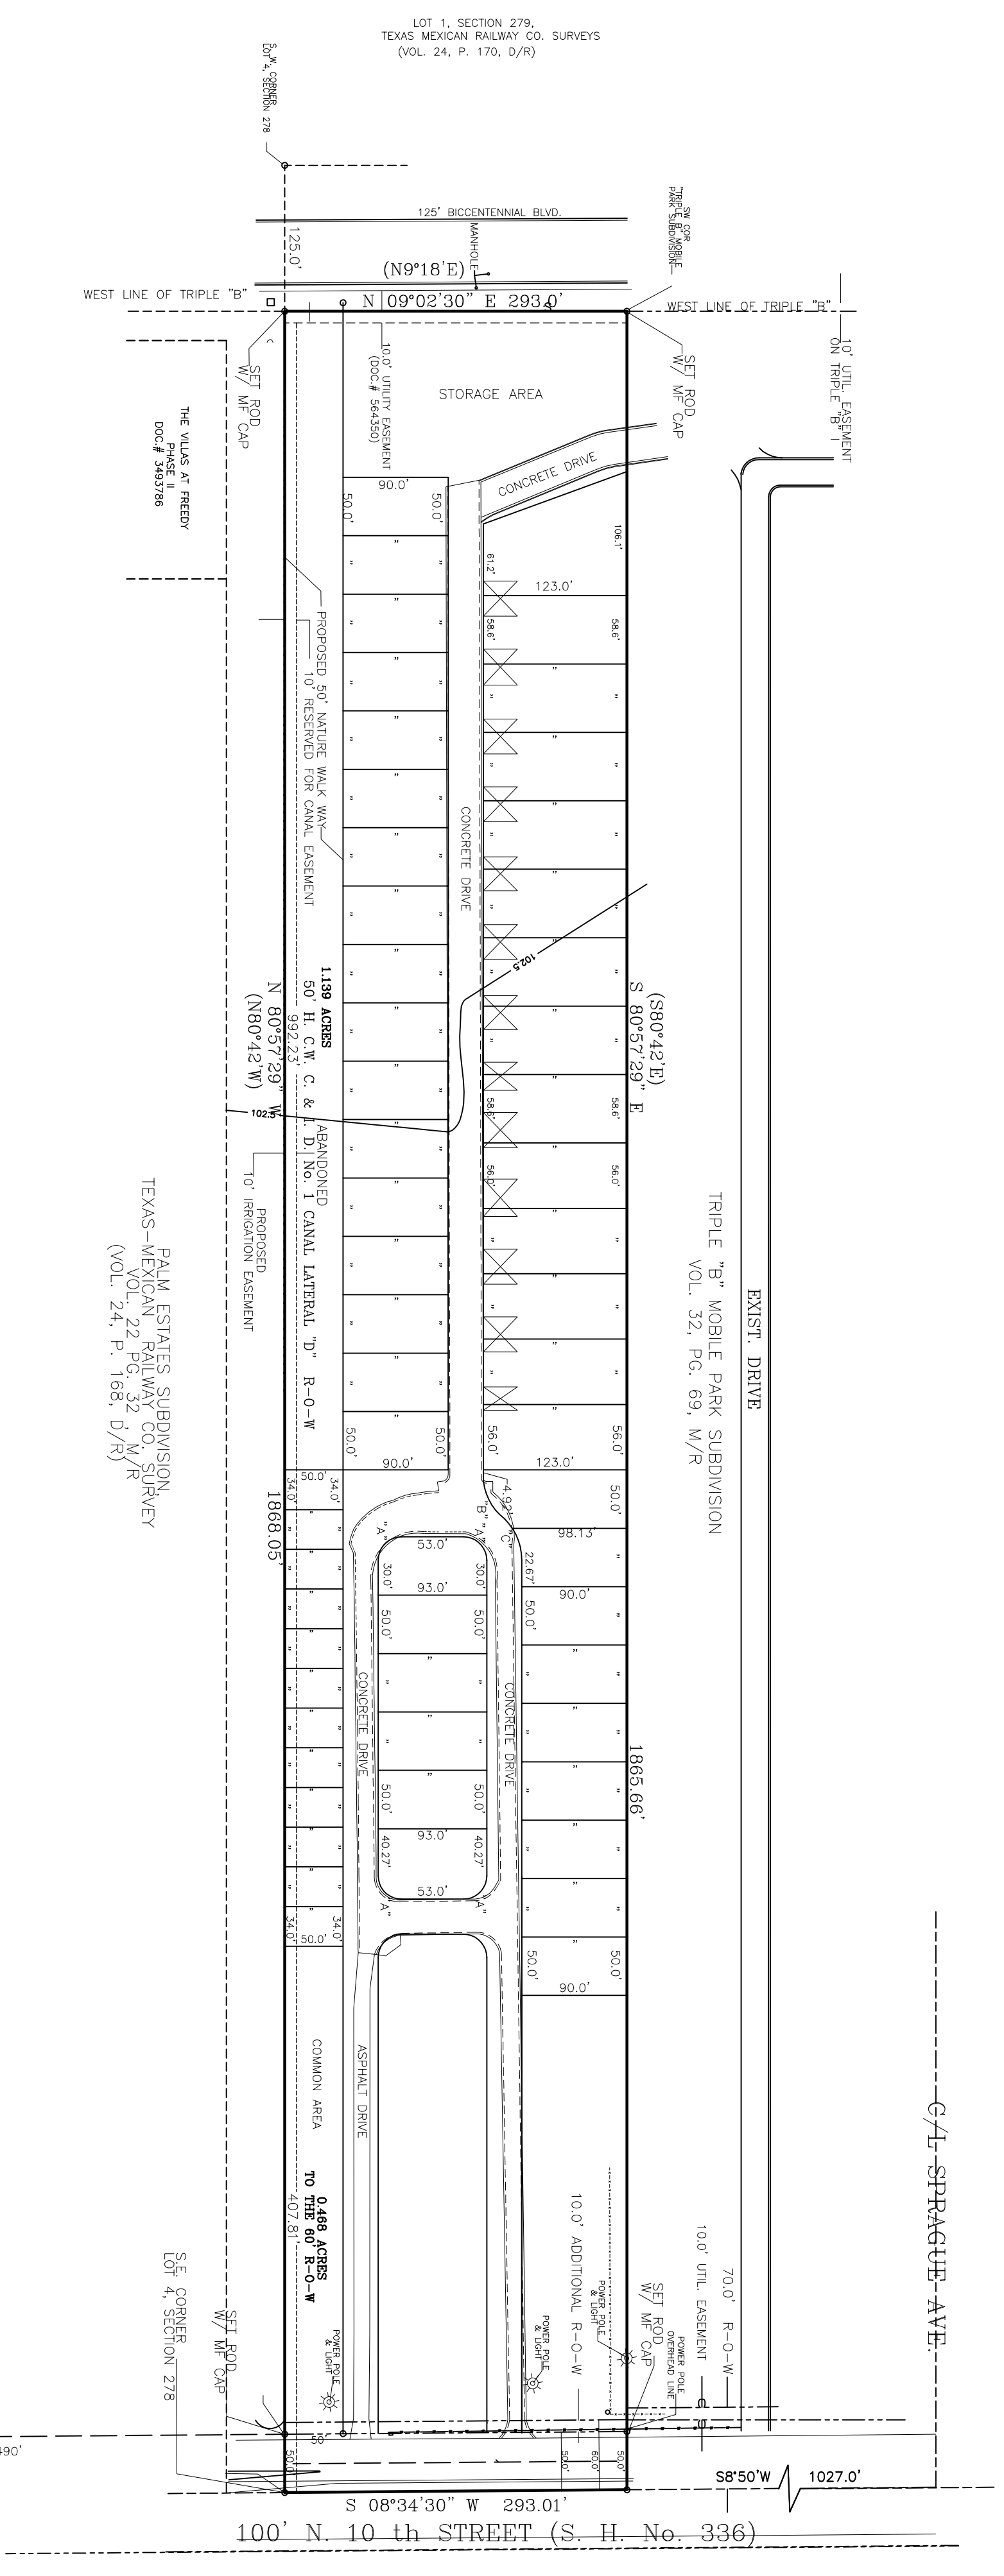 LOT 1, SECTION 279,
TEXAS MEXICAN RAILWAY CO. SURVEYS
(VOL. 24, P. 170, D/R)
S. W. CORNER
LOT 4, SECTION 278
SW COR
"TRIPLE B" MOBILE
PARK SUBDIVISION
125' BICCENTENNIAL BLVD.
MANHOLE
125.0'
(N9°18'E)
WEST LINE OF TRIPLE "B"
N 09°02'30" E 293.0'
WEST LINE OF TRIPLE "B"
10' UTIL. EASEMENT
ON TRIPLE "B"
SET ROD
W/ MF CAP
10.0' UTILITY EASEMENT
(DOC.# 564350)
STORAGE AREA
SET ROD
W/ MF CAP
THE VILLAS AT FREEDY
PHASE II
DOC.# 3493786
CONCRETE DRIVE
90.0'
50.0'
50.0'
106.1'
61.2'
123.0'
58.6'
58.6'
PROPOSED 50' NATURE WALK WAY
10' RESERVED FOR CANAL EASEMENT
CONCRETE DRIVE
102.5
1.139 ACRES
992.23'
N 80°57'29" W
(N80°42'W)
(S80°42'E)
S 80°57'29" E
102.5
58.6'
58.6'
56.0'
56.0'
ABANDONED
50' H. C.W. C. & I. D. No. 1 CANAL LATERAL "D" R-O-W
PROPOSED
10' IRRIGATION EASEMENT
PALM ESTATES SUBDIVISION,
TEXAS-MEXICAN RAILWAY CO. SURVEY
VOL. 22 PG. 32, M/R
(VOL. 24, P. 168, D/R)
TRIPLE "B" MOBILE PARK SUBDIVISION
VOL. 32, PG. 69, M/R
EXIST. DRIVE
50.0'
50.0'
56.0'
56.0'
90.0'
123.0'
50.0'
34.0'
34.0'
1868.05'
4.92'
50.0'
"B"
"C"
"A"
"A"
53.0'
98.13'
22.67'
30.0'
30.0'
93.0'
90.0'
50.0'
50.0'
50.0'
CONCRETE DRIVE
CONCRETE DRIVE
1865.66'
50.0'
50.0'
93.0'
40.27'
40.27'
53.0'
"A"
"A"
34.0'
34.0'
50.0'
50.0'
50.0'
90.0'
COMMON AREA
ASPHALT DRIVE
0.468 ACRES
TO THE 60' R-O-W
407.81'
C/L SPRAGUE AVE.
10.0' ADDITIONAL R-O-W
10.0' UTIL. EASEMENT
70.0' R-O-W
S.E. CORNER
LOT 4, SECTION 278
SET ROD
W/ MF CAP
POWER POLE
& LIGHT
POWER POLE
& LIGHT
POWER POLE
& LIGHT
SET ROD
W/ MF CAP
POWER POLE
OVERHEAD LINE
50'
50.0'
50.0'
60.0'
50.0'
S8°50'W 1027.0'
S 08°34'30" W 293.01'
100' N. 10 th STREET (S. H. No. 336)